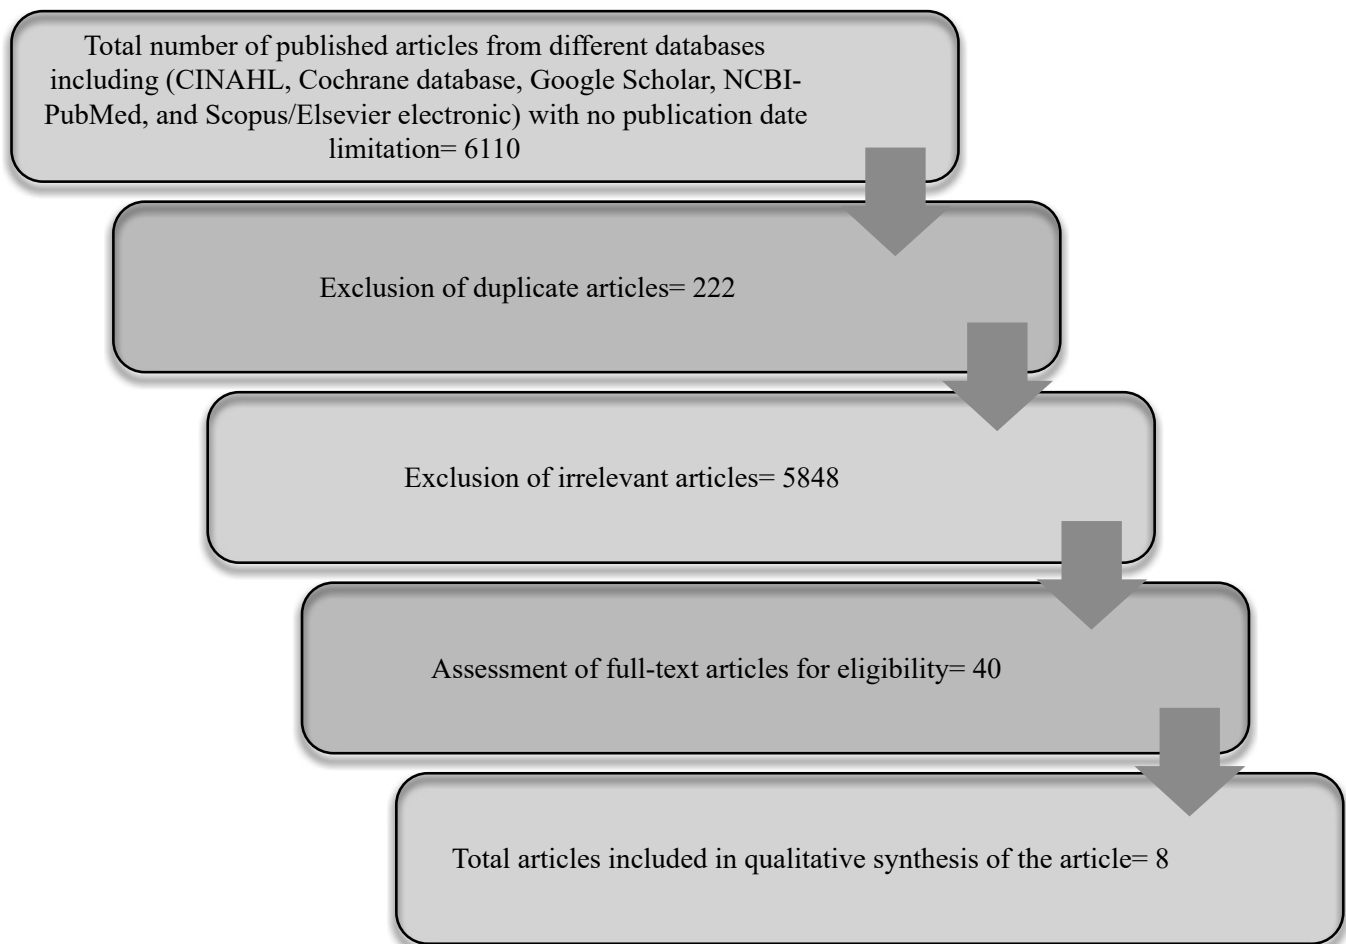 Total number of published articles from different databases
including (CINAHL, Cochrane database, Google Scholar, NCBI-
PubMed, and Scopus/Elsevier electronic) with no publication date
limitation= 6110
Exclusion of duplicate articles= 222
Exclusion of irrelevant articles= 5848
Assessment of full-text articles for eligibility= 40
Total articles included in qualitative synthesis of the article= 8